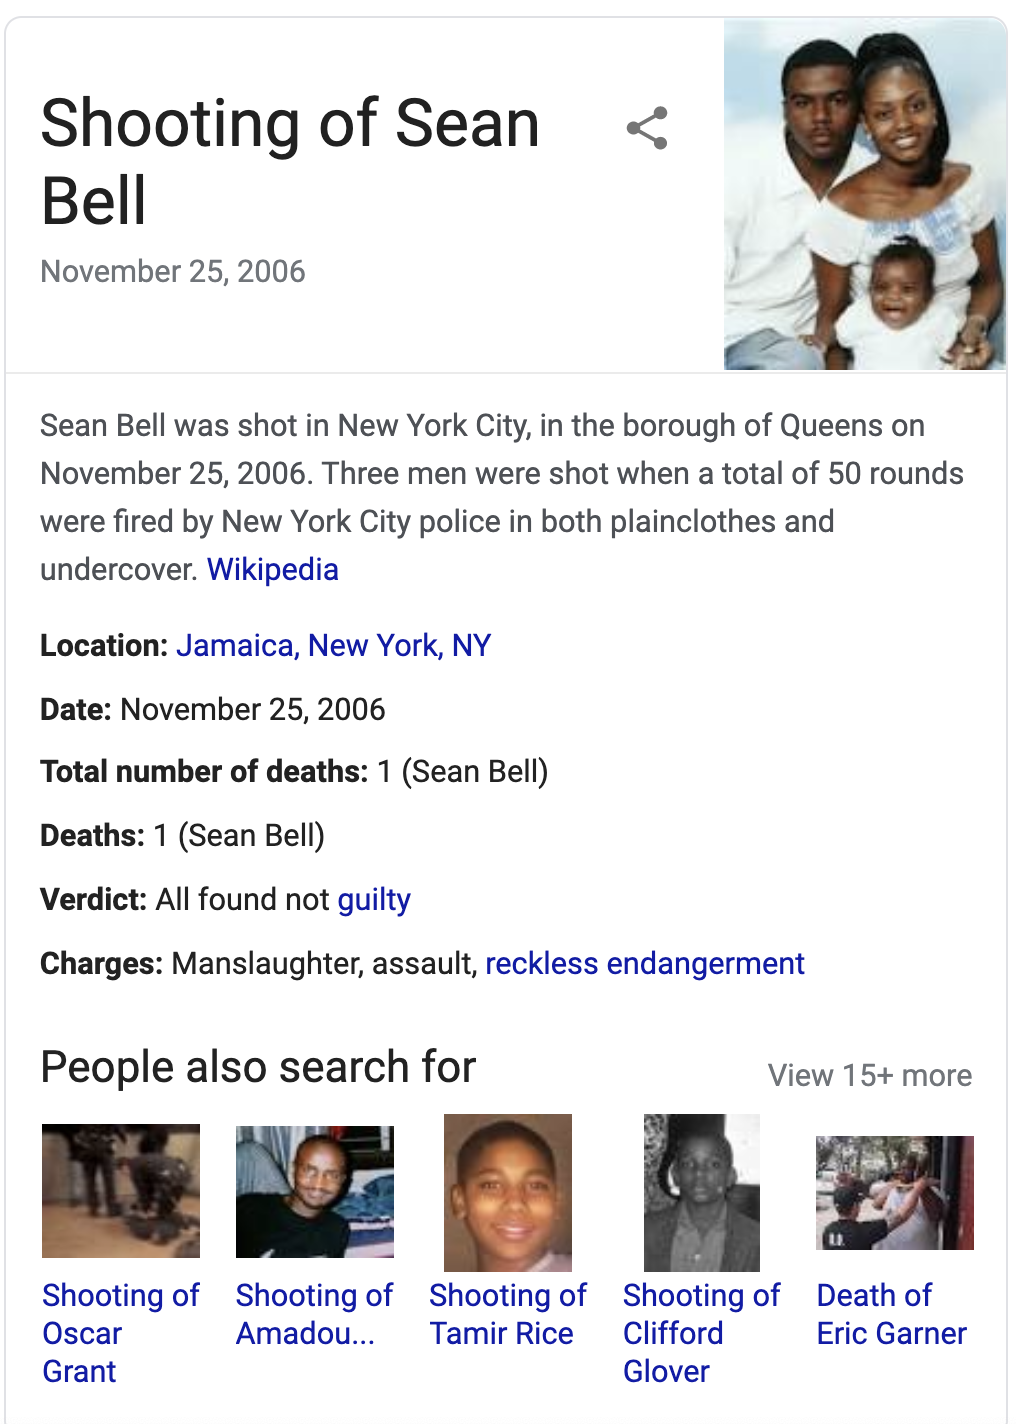 Shooting of Sean
Bell
November 25, 2006
Sean Bell was shot in New York City, in the borough of Queens on
November 25, 2006. Three men were shot when a total of 50 rounds
were fired by New York City police in both plainclothes and
undercover. Wikipedia
Location: Jamaica, New York, NY
Date: November 25, 2006
Total number of deaths: 1 (Sean Bell)
Deaths: 1 (Sean Bell)
Verdict: All found not guilty
Charges: Manslaughter, assault, reckless endangerment
People also search for
View 15+ more
Shooting of
Oscar
Grant
Shooting of
Amadou...
Shooting of
Tamir Rice
Shooting of
Clifford
Glover
Death of
Eric Garner